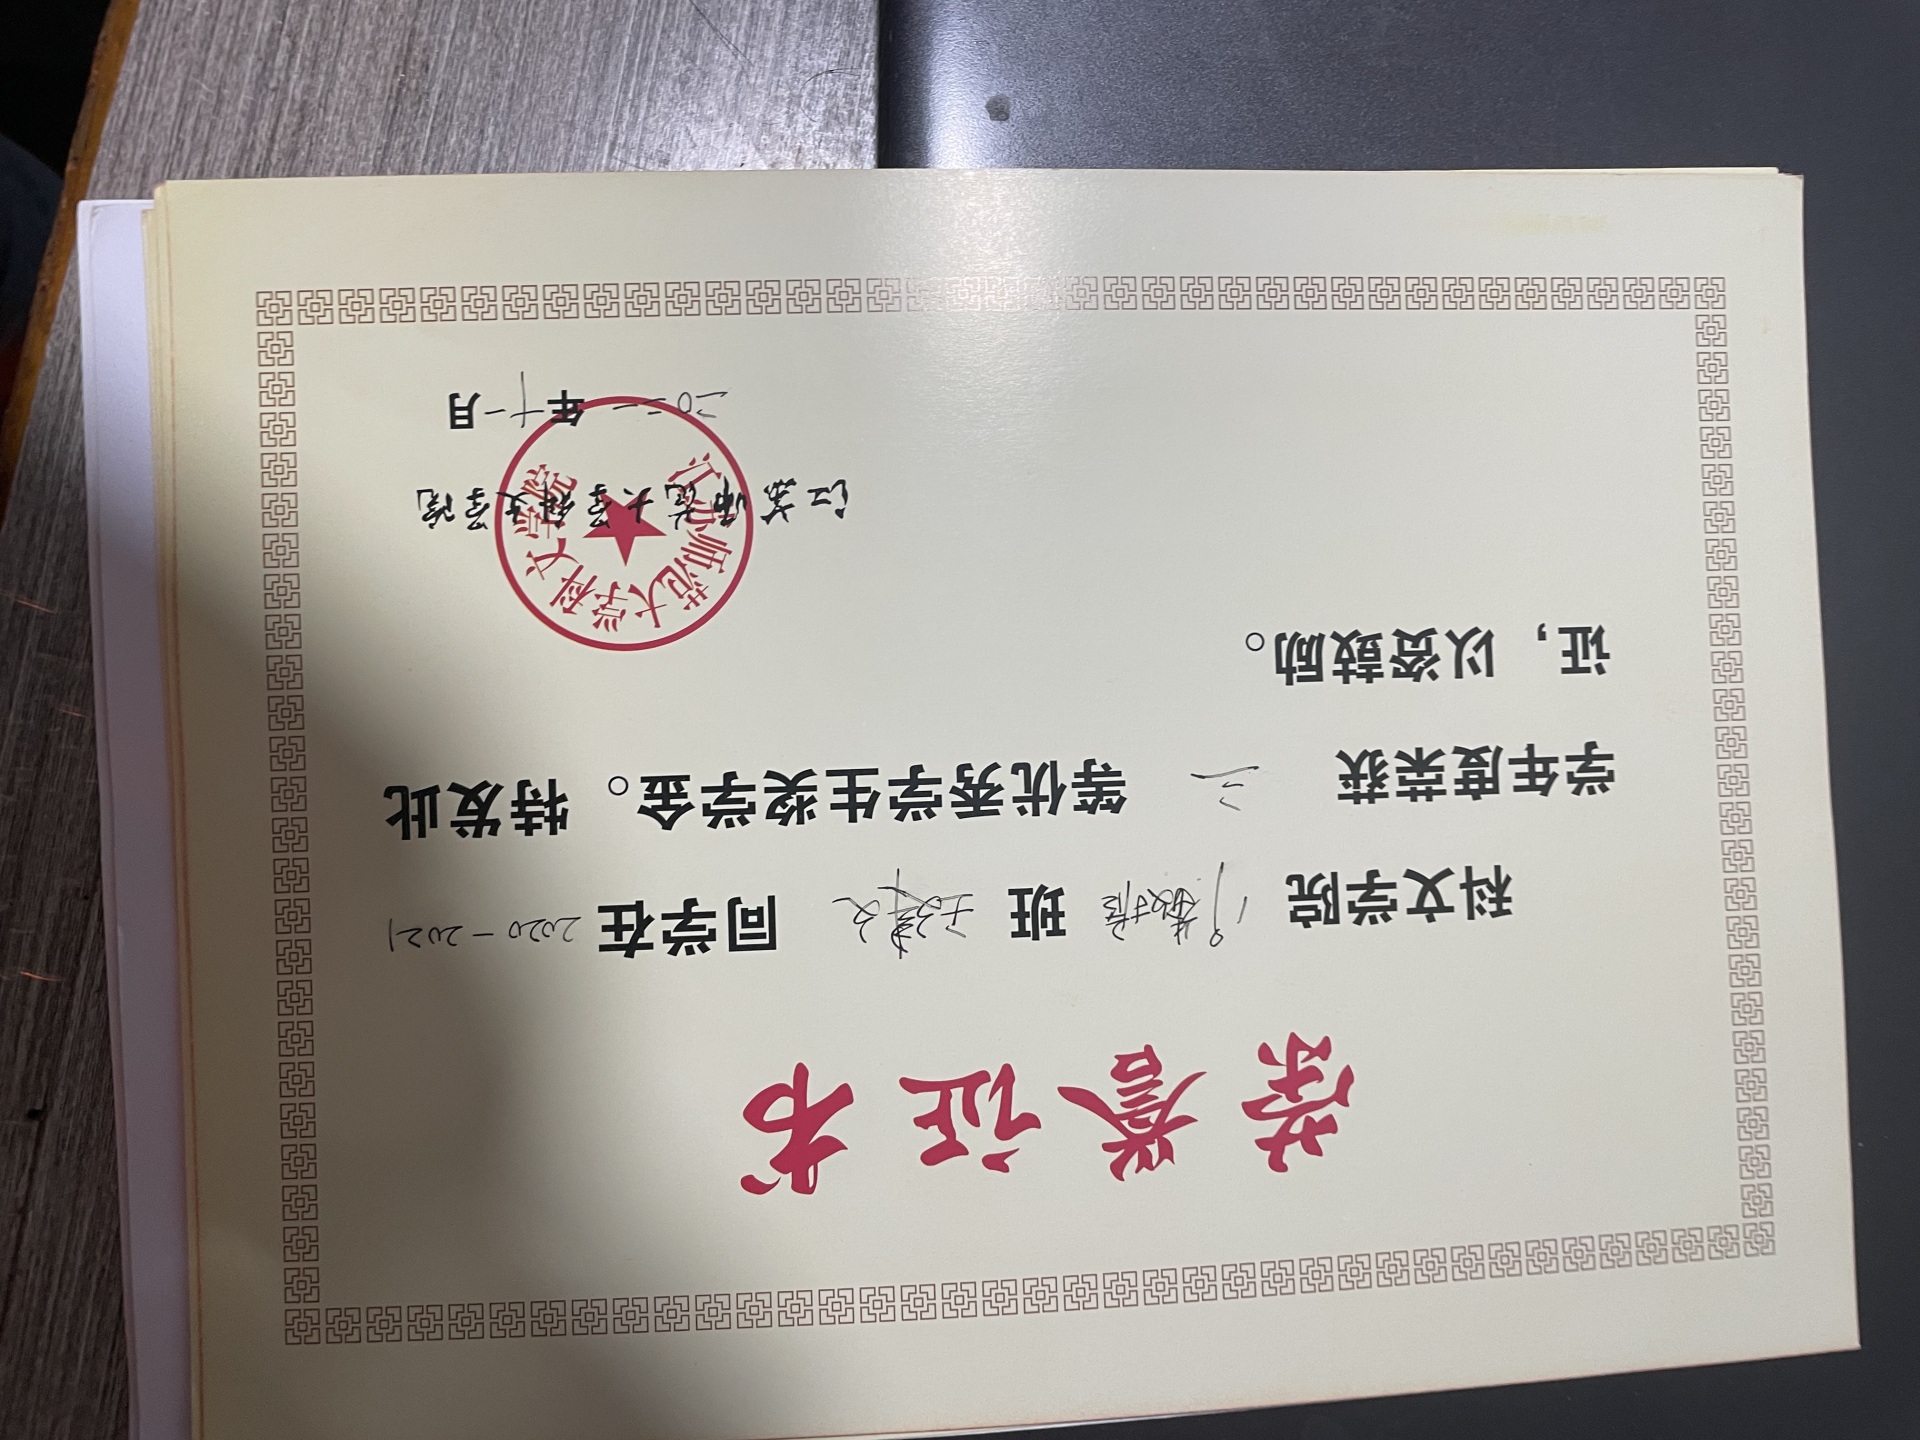 荣誉证书
科文学院 19 数控 班 同学在 2020-2021
学年度荣获 三 等优秀学生奖学金。特发此
证，以资鼓励。
江苏师范大学科文学院
二〇二一年十一月
江苏师范大学科文学院